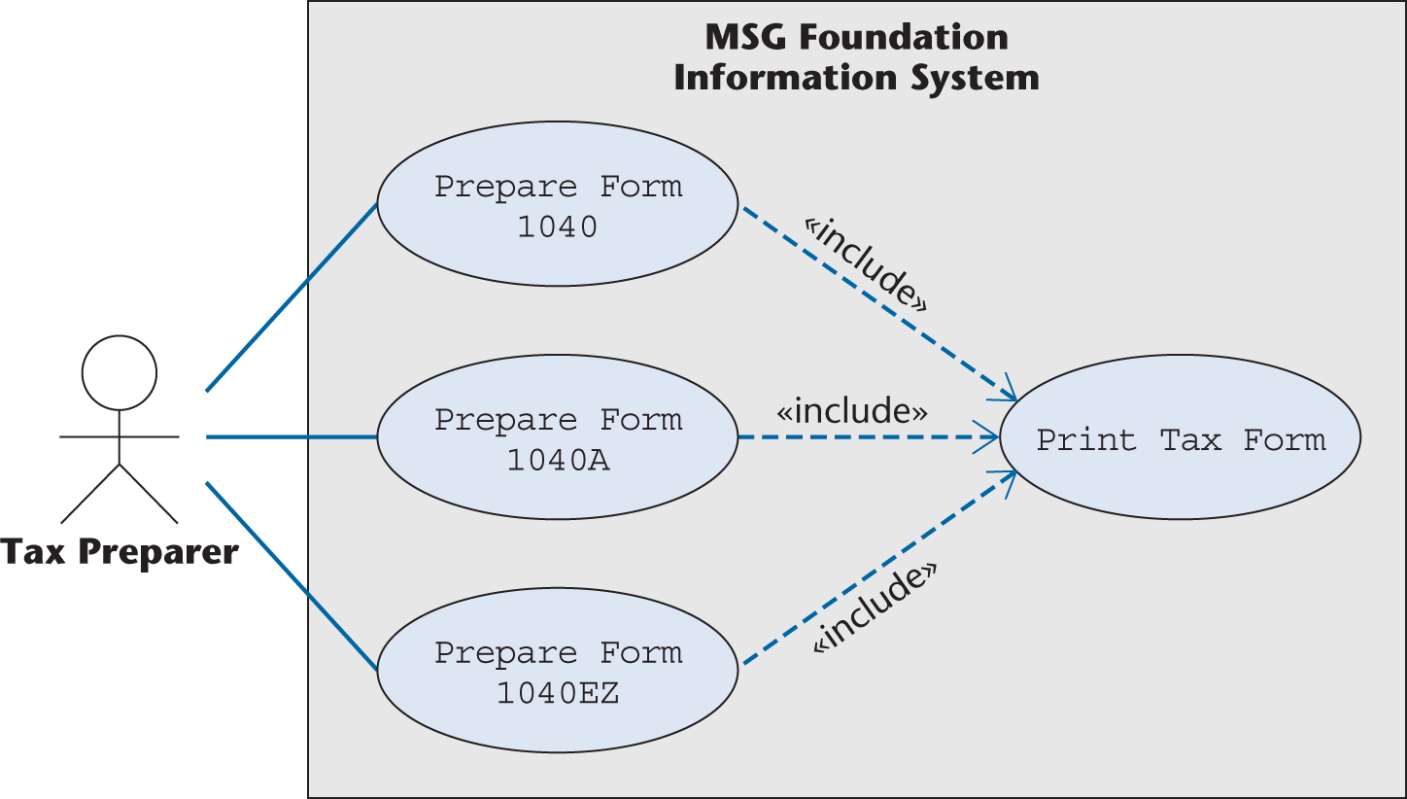 MSG Foundation
Information System
Prepare Form
1040
«include»
Prepare Form
1040A
«include»
Print Tax Form
Tax Preparer
Prepare Form
1040EZ
«include»